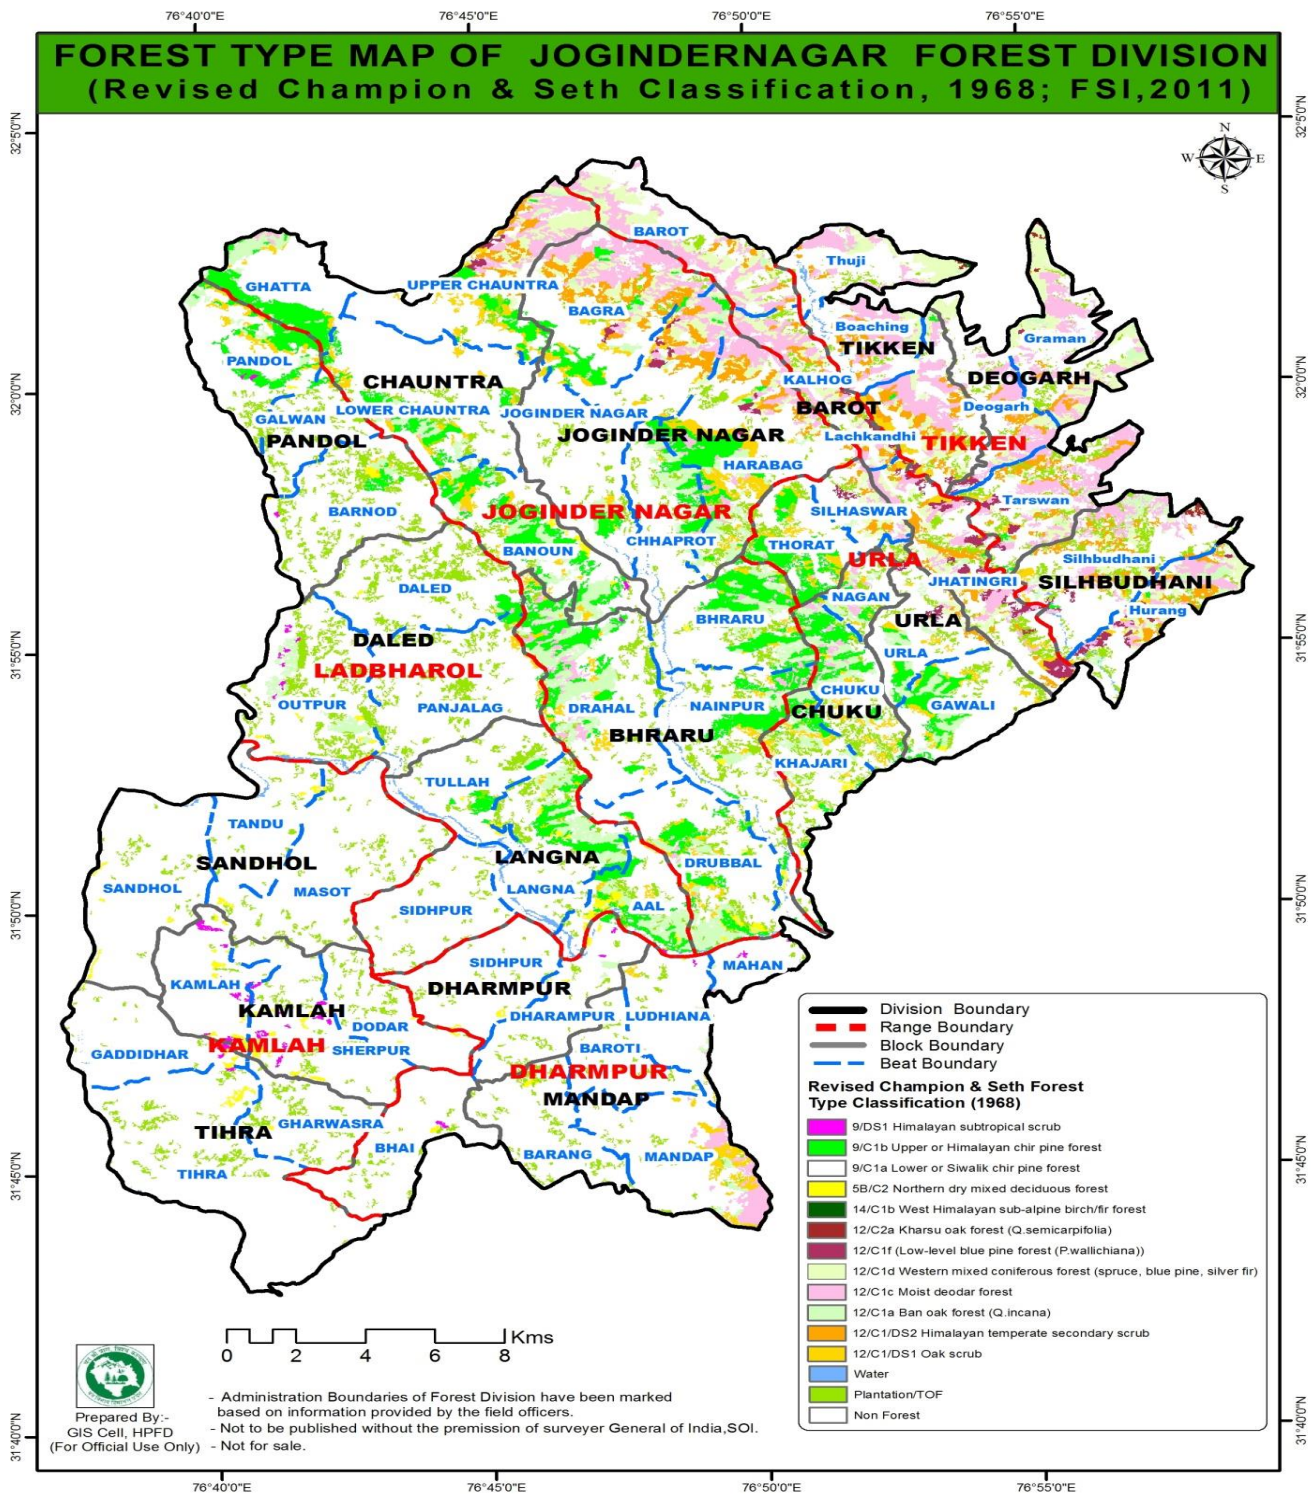 76°40'0"E 76°45'0"E 76°50'0"E 76°55'0"E
FOREST TYPE MAP OF JOGINDERNAGAR FOREST DIVISION
(Revised Champion & Seth Classification, 1968; FSI,2011)
32°5'0"N 32°5'0"N
N
W E
S
BAROT
Thuji
GHATTA
UPPER CHAUNTRA
BAGRA
Boaching
TIKKEN
Graman
PANDOL
CHAUNTRA
KALHOG
DEOGARH
32°0'0"N 32°0'0"N
BAROT
Deogarh
GALWAN
LOWER CHAUNTRA
JOGINDER NAGAR
PANDOL
JOGINDER NAGAR
Lachkandhi
TIKKEN
HARABAG
Tarswan
BARNOD
JOGINDER NAGAR
SILHASWAR
CHHAPROT
THORAT
BANOUN
URLA
Silhbudhani
JHATINGRI
SILHBUDHANI
DALED
NAGAN
Hurang
BHRARU
URLA
DALED
31°55'0"N 31°55'0"N
URLA
LADBHAROL
CHUKU
OUTPUR
PANJALAG
DRAHAL
NAINPUR
CHUKU
GAWALI
BHRARU
KHAJARI
TULLAH
TANDU
SANDHOL
LANGNA
DRUBBAL
SANDHOL
MASOT
LANGNA
31°50'0"N 31°50'0"N
SIDHPUR
AAL
SIDHPUR
MAHAN
KAMLAH
DHARMPUR
KAMLAH
DHARAMPUR
LUDHIANA
DODAR
KAMLAH
SHERPUR
BAROTI
GADDIDHAR
DHARMPUR
MANDAP
GHARWASRA
TIHRA
BHAI
BARANG
MANDAP
TIHRA
31°45'0"N 31°45'0"N
Division Boundary
Range Boundary
Block Boundary
Beat Boundary
Revised Champion & Seth Forest
Type Classification (1968)
9/DS1 Himalayan subtropical scrub
9/C1b Upper or Himalayan chir pine forest
9/C1a Lower or Siwalik chir pine forest
5B/C2 Northern dry mixed deciduous forest
14/C1b West Himalayan sub-alpine birch/fir forest
12/C2a Kharsu oak forest (Q.semicarpifolia)
12/C1f (Low-level blue pine forest (P.wallichiana))
12/C1d Western mixed coniferous forest (spruce, blue pine, silver fir)
12/C1c Moist deodar forest
12/C1a Ban oak forest (Q.incana)
12/C1/DS2 Himalayan temperate secondary scrub
12/C1/DS1 Oak scrub
Water
Plantation/TOF
Non Forest
Kms
0 2 4 6 8
Prepared By:-
GIS Cell, HPFD
(For Official Use Only)
- Administration Boundaries of Forest Division have been marked
based on information provided by the field officers.
- Not to be published without the premission of surveyer General of India,SOI.
- Not for sale.
31°40'0"N 31°40'0"N
76°40'0"E 76°45'0"E 76°50'0"E 76°55'0"E